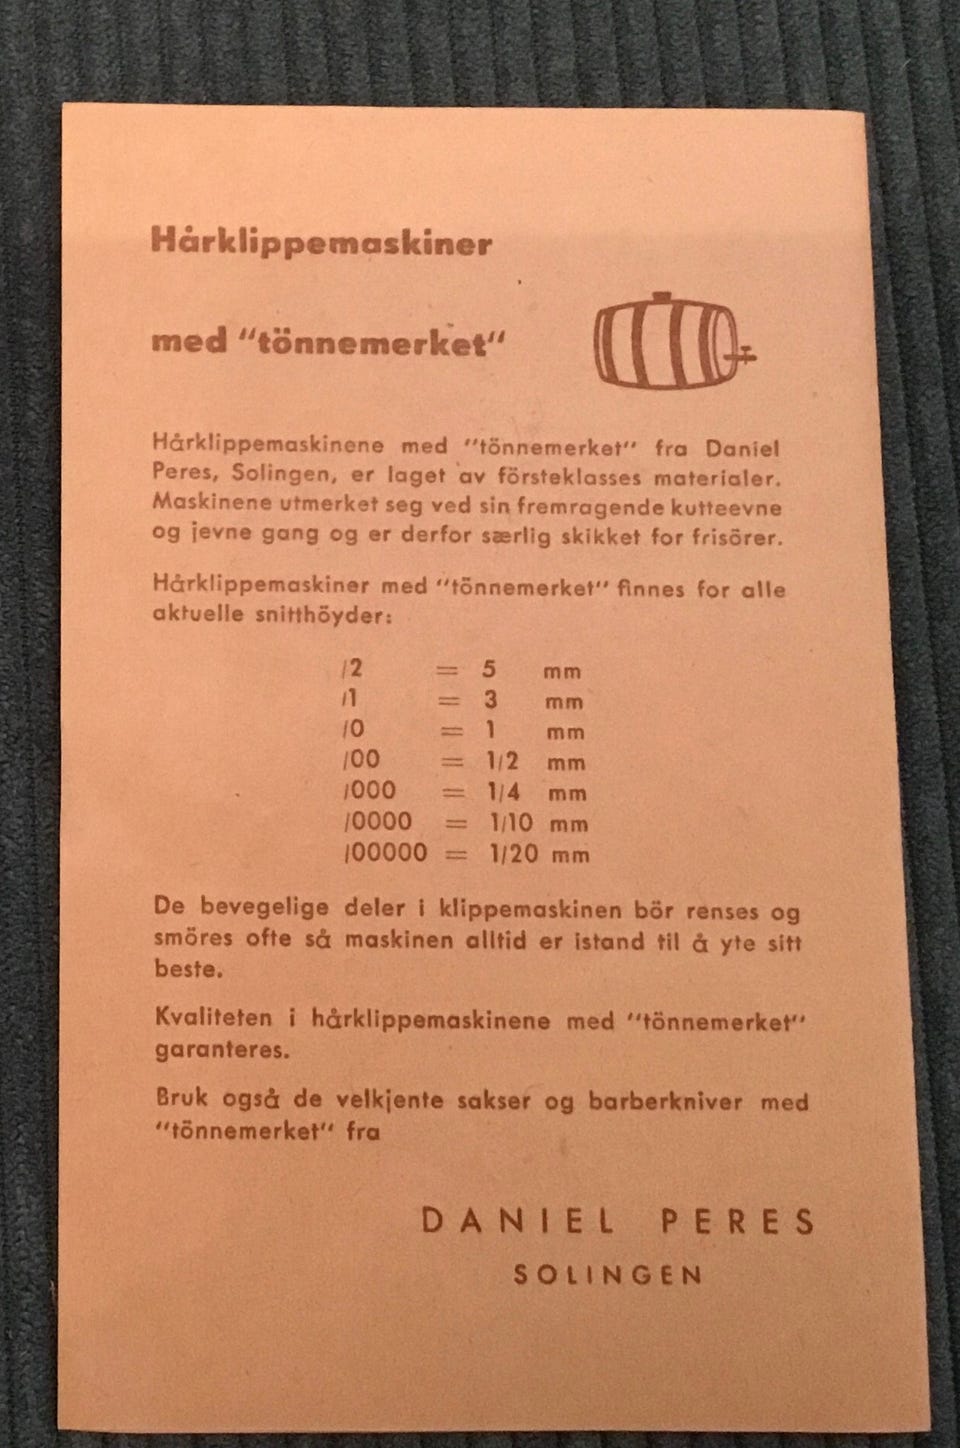 Hårklippemaskiner
med "tönnemerket"
Hårklippemaskinene med "tönnemerket" fra Daniel
Peres, Solingen, er laget av försteklasses materialer.
Maskinene utmerket seg ved sin fremragende kutteevne
og jevne gang og er derfor særlig skikket for frisörer.
Hårklippemaskiner med "tönnemerket" finnes for alle
aktuelle snitthöyder:
/2 = 5 mm
/1 = 3 mm
/0 = 1 mm
/00 = 1/2 mm
/000 = 1/4 mm
/0000 = 1/10 mm
/00000 = 1/20 mm
De bevegelige deler i klippemaskinen bör renses og
smöres ofte så maskinen alltid er istand til å yte sitt
beste.
Kvaliteten i hårklippemaskinene med "tönnemerket"
garanteres.
Bruk også de velkjente sakser og barberkniver med
"tönnemerket" fra
DANIEL PERES
SOLINGEN